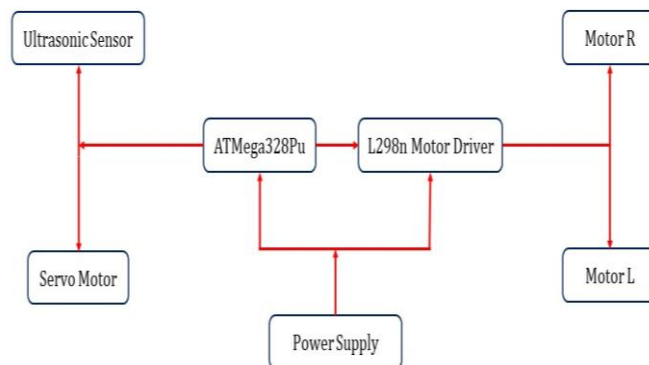 Ultrasonic Sensor
Motor R
ATMega328Pu
L298n Motor Driver
Servo Motor
Motor L
Power Supply